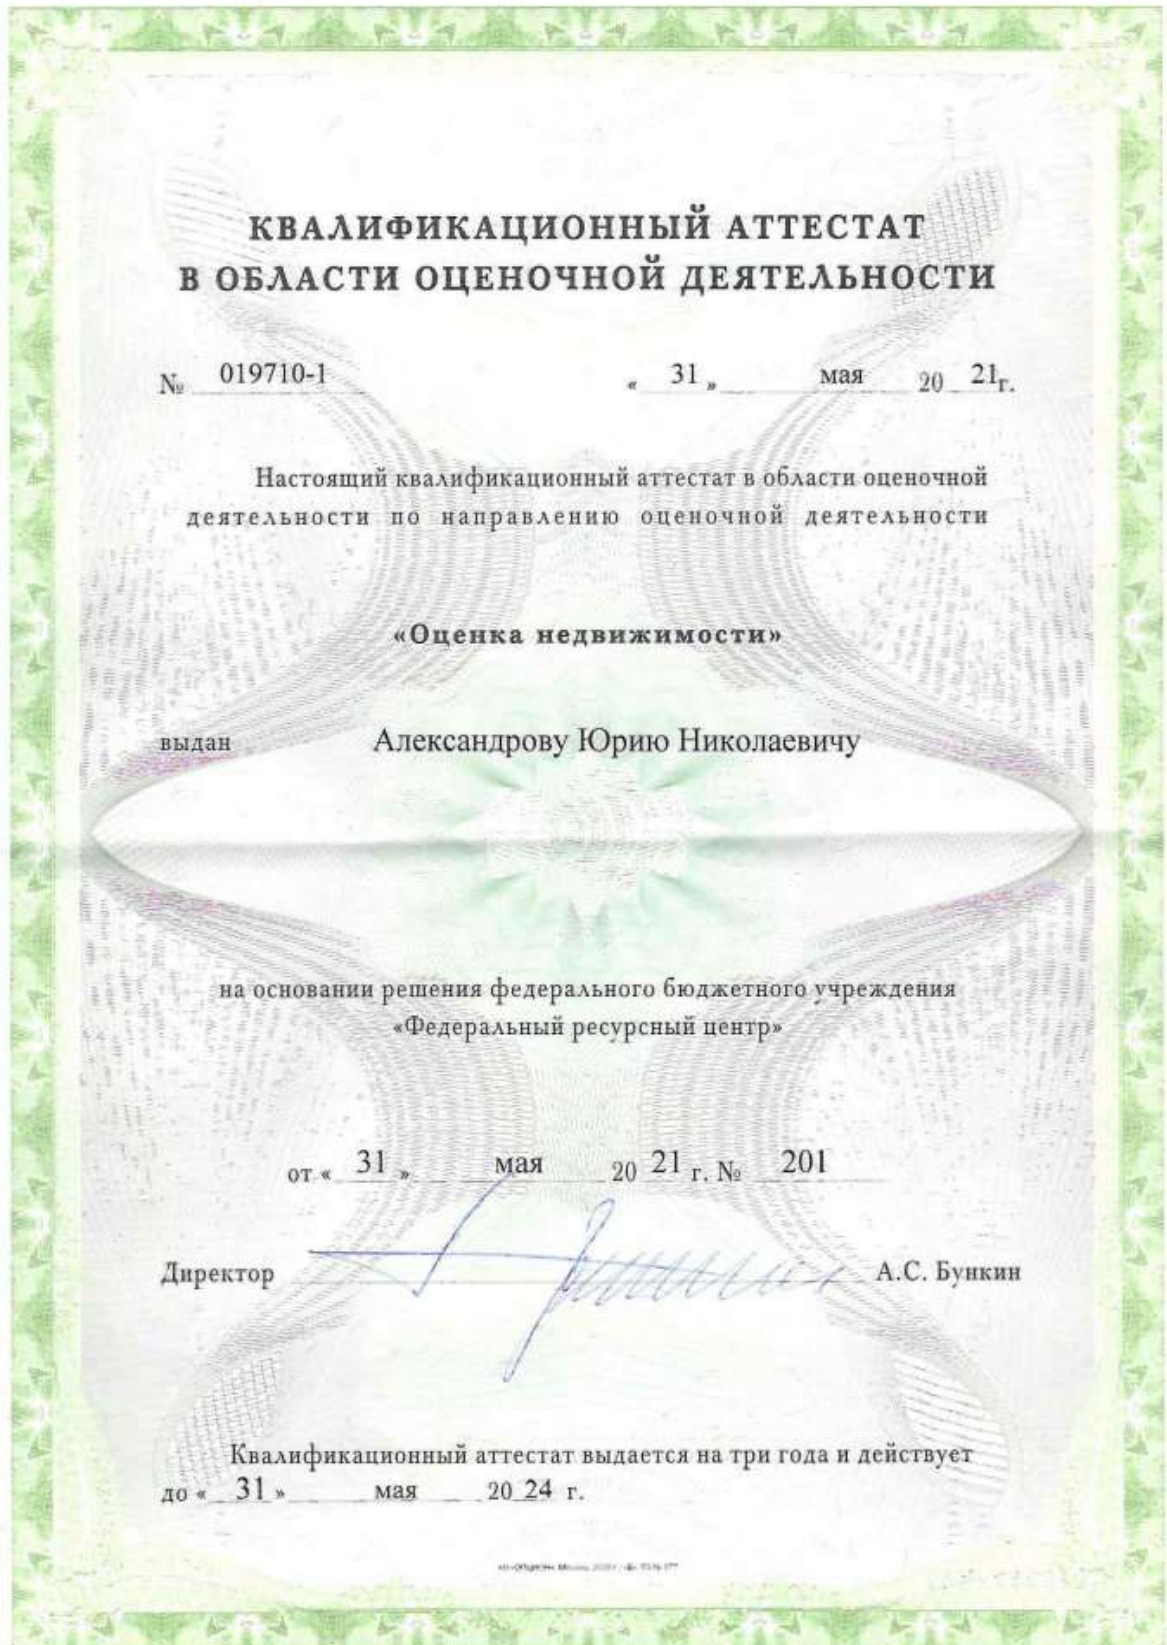 КВАЛИФИКАЦИОННЫЙ АТТЕСТАТ
В ОБЛАСТИ ОЦЕНОЧНОЙ ДЕЯТЕЛЬНОСТИ
№ 019710-1 « 31 » мая 20 21г.
Настоящий квалификационный аттестат в области оценочной
деятельности по направлению оценочной деятельности
«Оценка недвижимости»
выдан Александрову Юрию Николаевичу
на основании решения федерального бюджетного учреждения
«Федеральный ресурсный центр»
от « 31 » мая 20 21 г. № 201
Директор А.С. Бункин
Квалификационный аттестат выдается на три года и действует
до « 31 » мая 20 24 г.